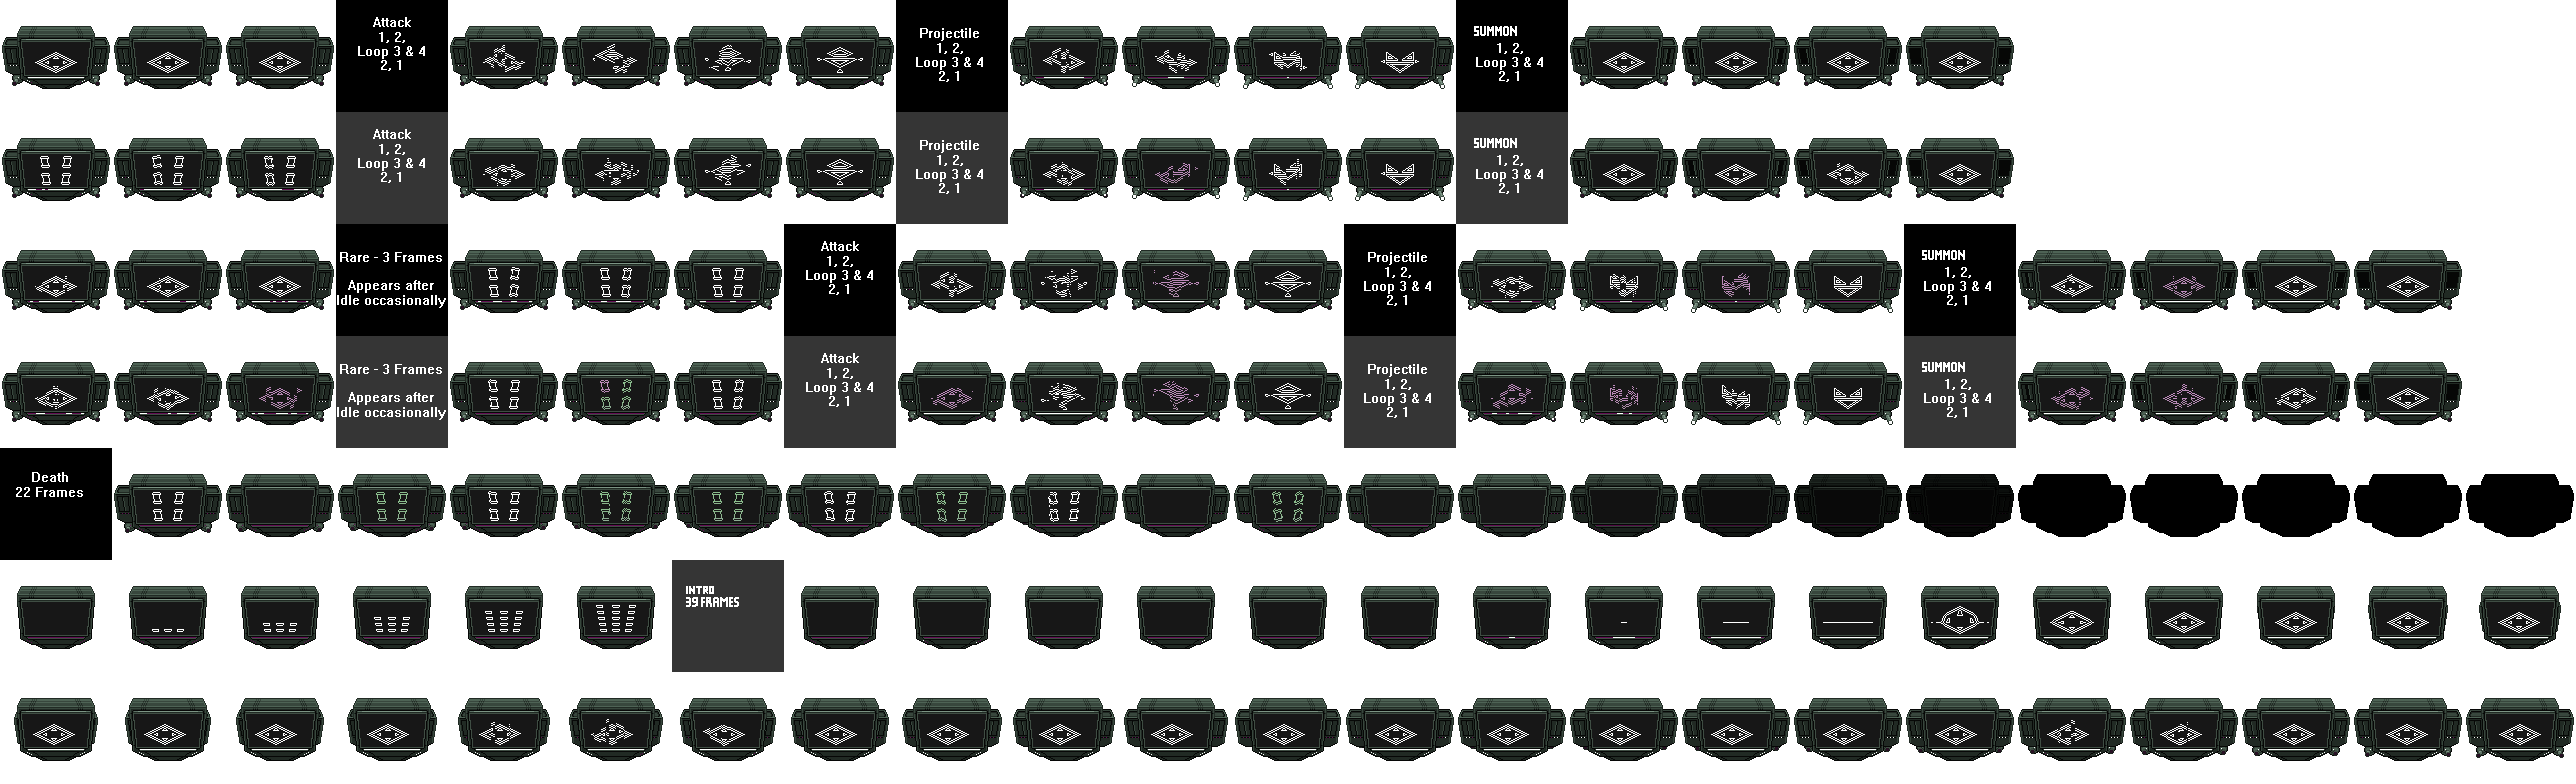 Attack
1, 2,
Loop 3 & 4
2, 1
Projectile
1, 2,
Loop 3 & 4
2, 1
SUMMON
1, 2,
Loop 3 & 4
2, 1
Attack
1, 2,
Loop 3 & 4
2, 1
Projectile
1, 2,
Loop 3 & 4
2, 1
SUMMON
1, 2,
Loop 3 & 4
2, 1
Rare - 3 Frames
Appears after
Idle occasionally
Attack
1, 2,
Loop 3 & 4
2, 1
Projectile
1, 2,
Loop 3 & 4
2, 1
SUMMON
1, 2,
Loop 3 & 4
2, 1
Rare - 3 Frames
Appears after
Idle occasionally
Attack
1, 2,
Loop 3 & 4
2, 1
Projectile
1, 2,
Loop 3 & 4
2, 1
SUMMON
1, 2,
Loop 3 & 4
2, 1
Death
22 Frames
INTRO
39 FRAMES